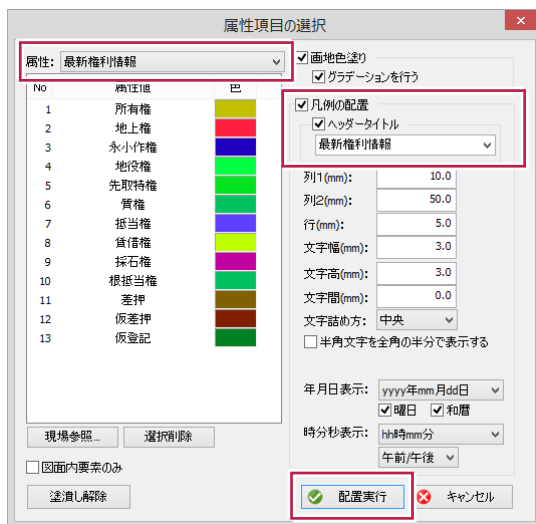 属性項目の選択
×
属性: 最新権利情報
No 属性値 色
1 所有権
2 地上権
3 永小作権
4 地役権
5 先取特権
6 質権
7 抵当権
8 賃借権
9 採石権
10 根抵当権
11 差押
12 仮差押
13 仮登記
現場参照... 選択削除
図面内要素のみ
塗潰し解除
画地色塗り
グラデーションを行う
凡例の配置
ヘッダータイトル
最新権利情報
列1(mm): 10.0
列2(mm): 50.0
行(mm): 5.0
文字幅(mm): 3.0
文字高(mm): 3.0
文字間(mm): 0.0
文字詰め方: 中央
半角文字を全角の半分で表示する
年月日表示: yyyy年mm月dd日
曜日 和暦
時分秒表示: hh時mm分
午前/午後
配置実行 キャンセル